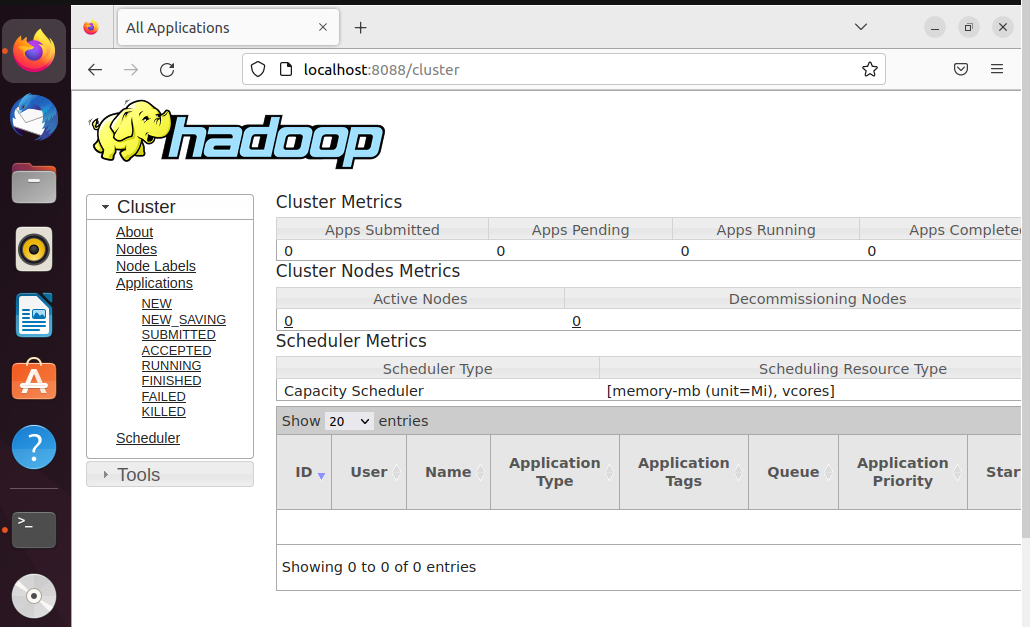 All Applications
localhost:8088/cluster
hadoop
Cluster
About
Nodes
Node Labels
Applications
NEW
NEW_SAVING
SUBMITTED
ACCEPTED
RUNNING
FINISHED
FAILED
KILLED
Scheduler
Tools
Cluster Metrics
Apps Submitted Apps Pending Apps Running Apps Completed
0 0 0 0
Cluster Nodes Metrics
Active Nodes Decommissioning Nodes
0 0
Scheduler Metrics
Scheduler Type Scheduling Resource Type
Capacity Scheduler [memory-mb (unit=Mi), vcores]
Show 20 entries
ID User Name Application Type Application Tags Queue Application Priority Star
Showing 0 to 0 of 0 entries